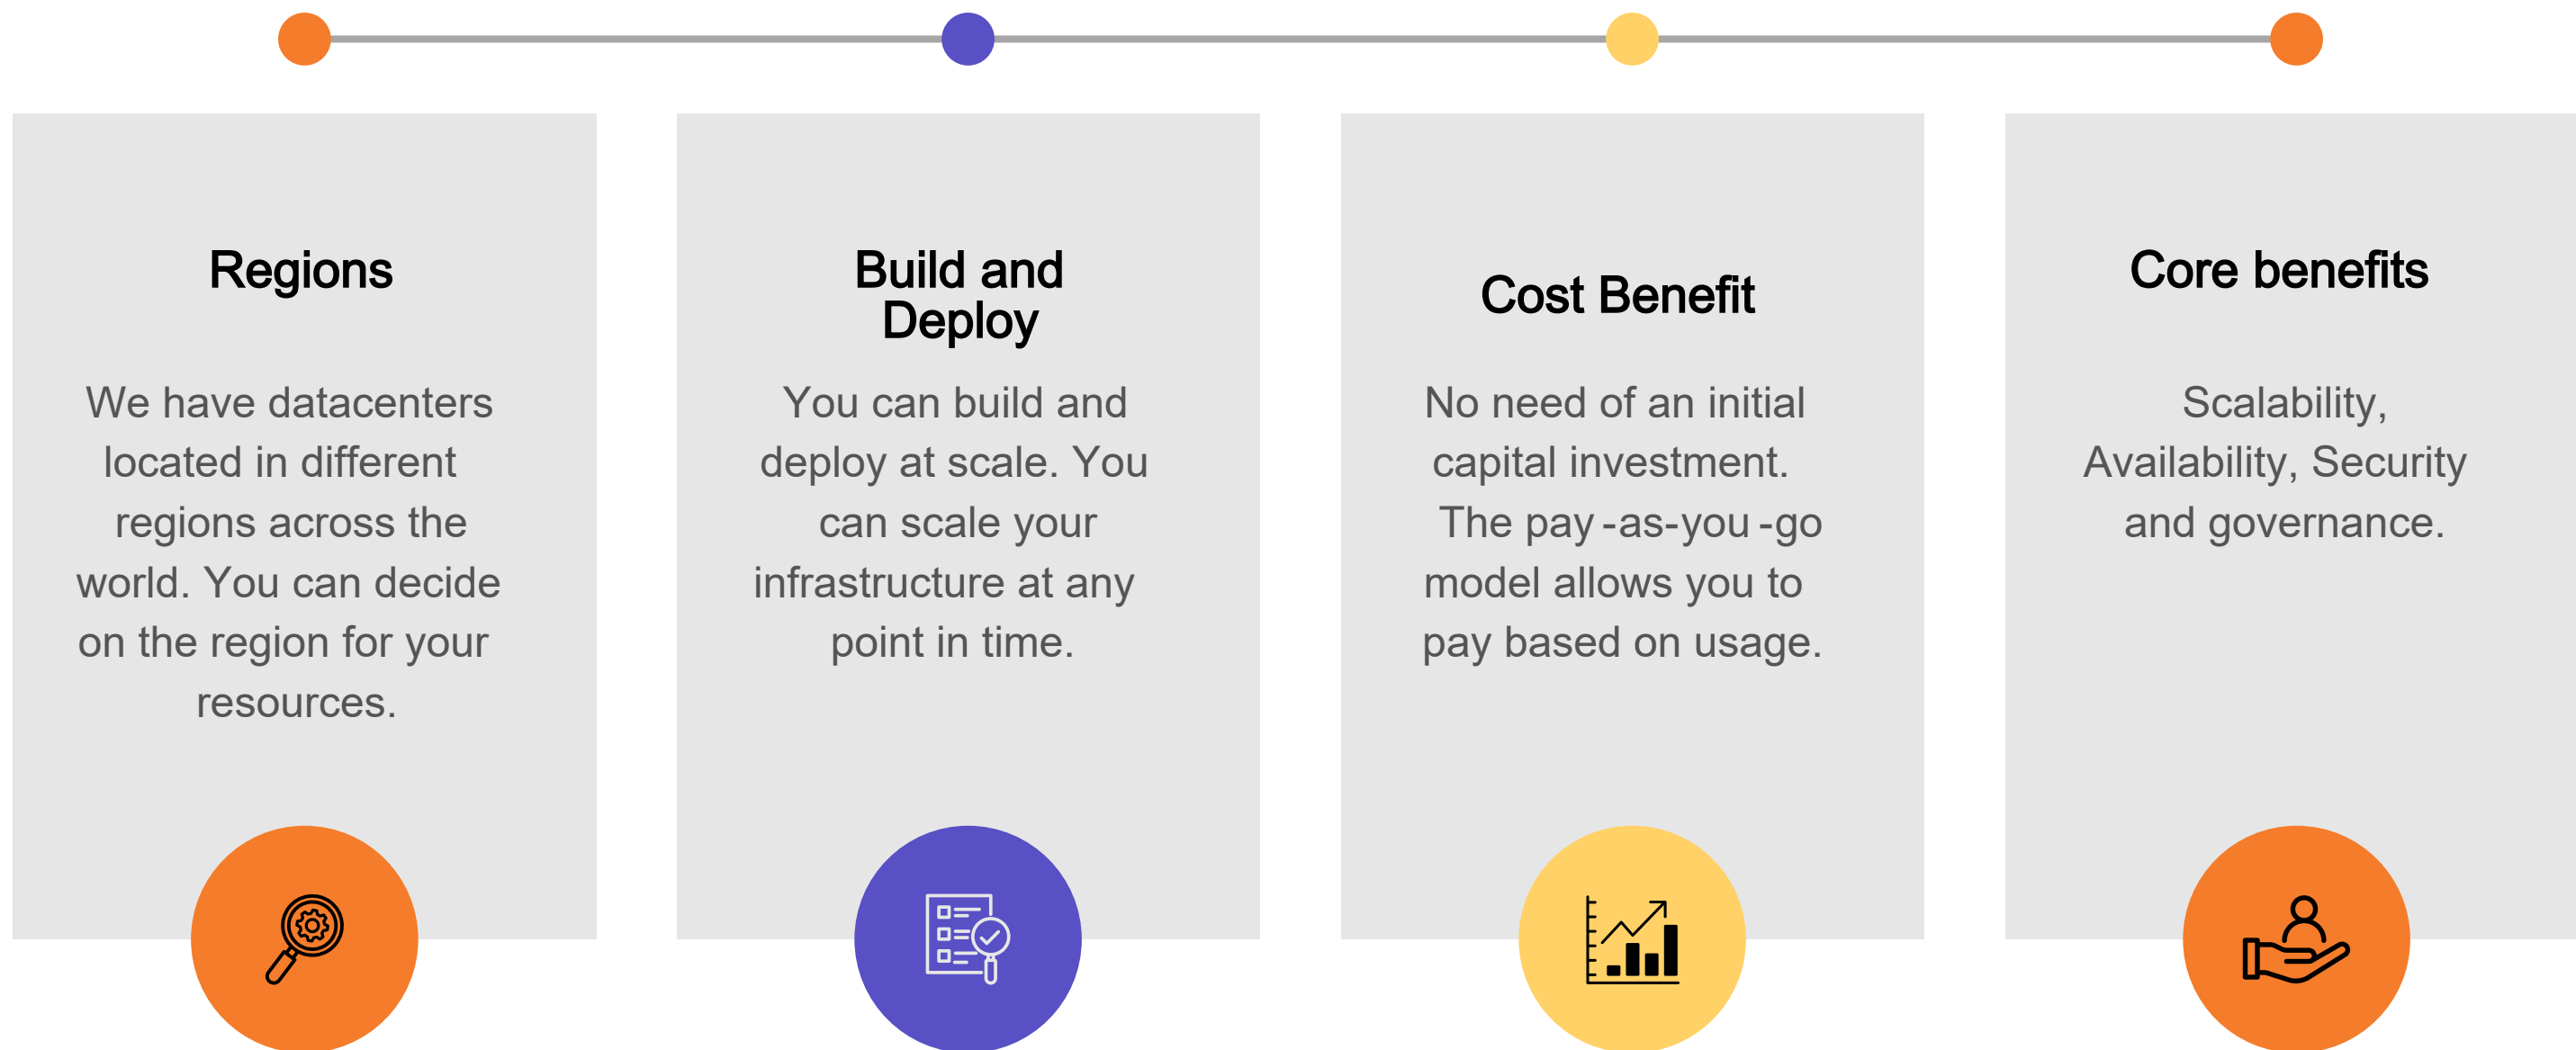 Regions
We have datacenters
located in different
regions across the
world. You can decide
on the region for your
resources.
Build and
Deploy
You can build and
deploy at scale. You
can scale your
infrastructure at any
point in time.
Cost Benefit
No need of an initial
capital investment.
The pay-as-you-go
model allows you to
pay based on usage.
Core benefits
Scalability,
Availability, Security
and governance.